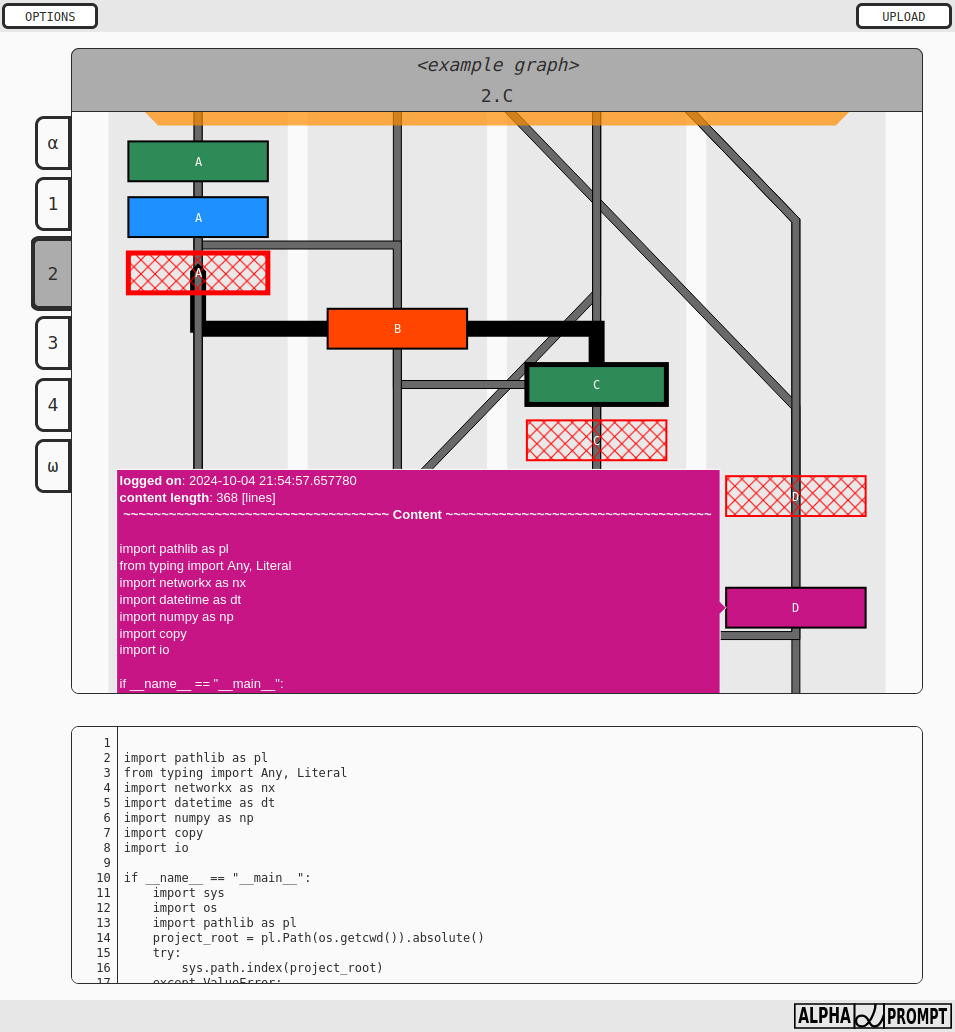 OPTIONS
UPLOAD
<example graph>
2.C
α
1
2
3
4
ω
A
A
A
B
C
C
D
D
logged on: 2024-10-04 21:54:57.657780
content length: 368 [lines]
~~~~~~~~~~~~~~~~~~~~~~~~~~~~~~~~~~~ Content ~~~~~~~~~~~~~~~~~~~~~~~~~~~~~~~~~~~
import pathlib as pl
from typing import Any, Literal
import networkx as nx
import datetime as dt
import numpy as np
import copy
import io
if __name__ == "__main__":
1
2 import pathlib as pl
3 from typing import Any, Literal
4 import networkx as nx
5 import datetime as dt
6 import numpy as np
7 import copy
8 import io
9
10 if __name__ == "__main__":
11     import sys
12     import os
13     import pathlib as pl
14     project_root = pl.Path(os.getcwd()).absolute()
15     try:
16         sys.path.index(project_root)
17     except ValueError:
ALPHA PROMPT